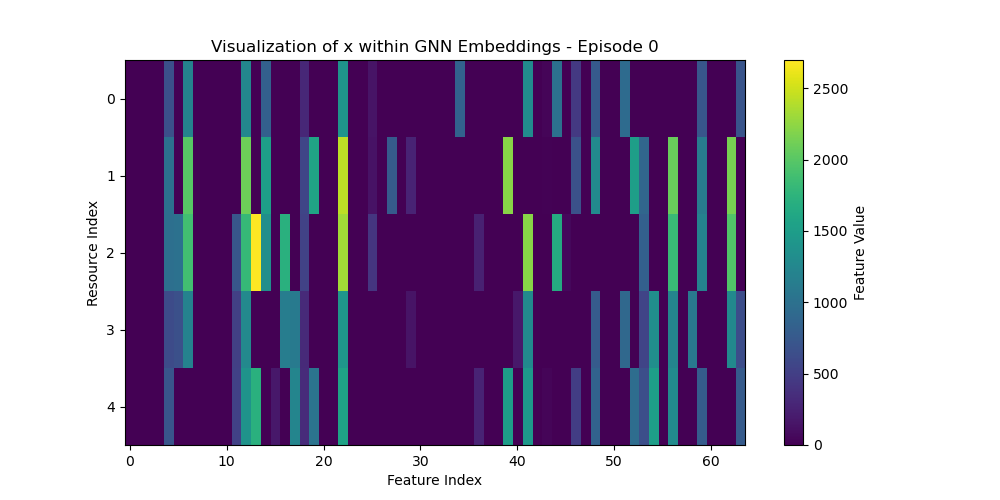 Visualization of x within GNN Embeddings - Episode 0
Resource Index
0
1
2
3
4
0 10 20 30 40 50 60
Feature Index
2500
2000
1500
1000
500
0
Feature Value